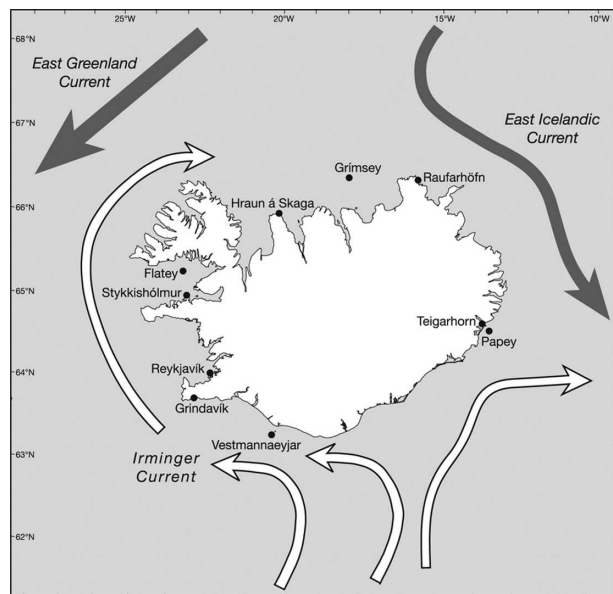 25°W 20°W 15°W
68°N
67°N
66°N
65°N
64°N
63°N
62°N
East Greenland
Current
East Icelandic
Current
Grímsey
Raufarhöfn
Hraun á Skaga
Flatey
Stykkishólmur
Teigarhorn
Papey
Reykjavík
Grindavík
Vestmannaeyjar
Irminger
Current